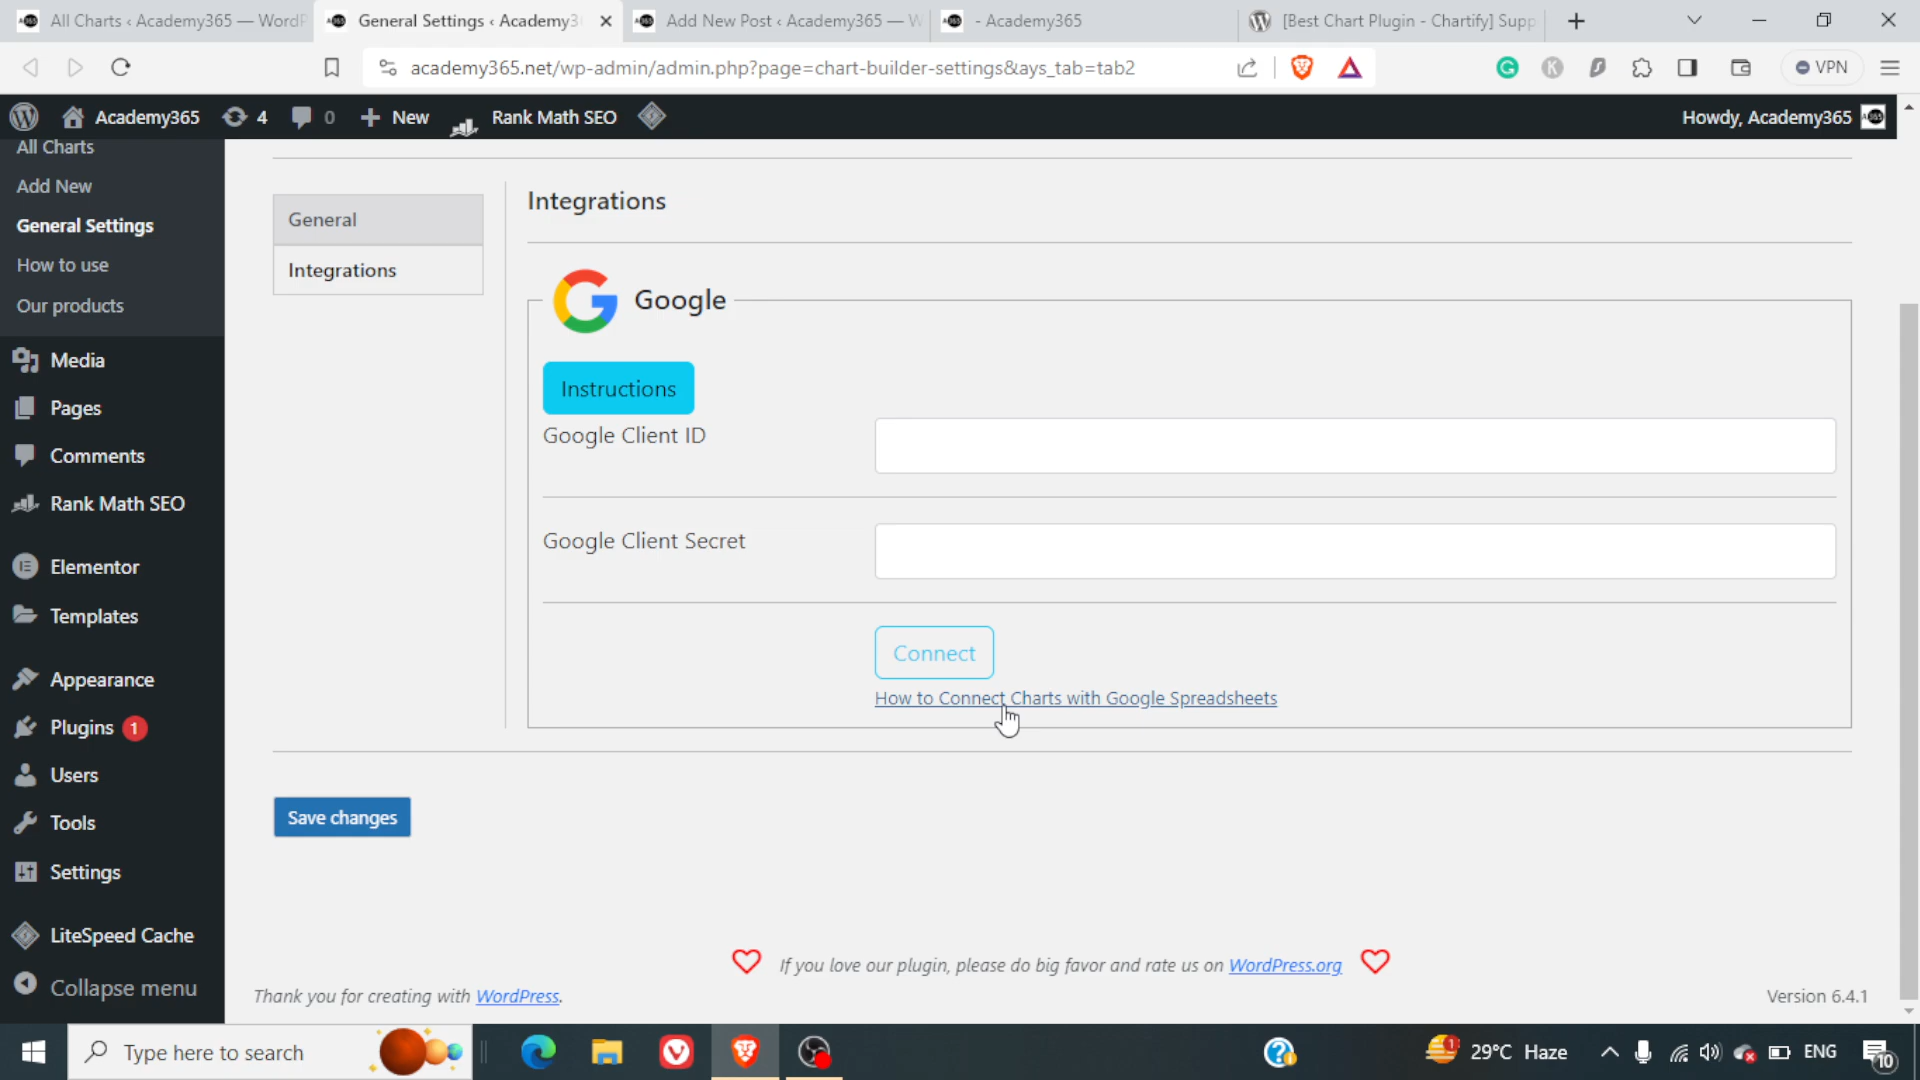 All Charts ‹ Academy365 — WordP
General Settings ‹ Academy3
Add New Post ‹ Academy365 — W
- Academy365
[Best Chart Plugin - Chartify] Supp
academy365.net/wp-admin/admin.php?page=chart-builder-settings&ays_tab=tab2
VPN
Academy365
4
0
New
Rank Math SEO
Howdy, Academy365
All Charts
Add New
General Settings
How to use
Our products
Media
Pages
Comments
Rank Math SEO
Elementor
Templates
Appearance
Plugins 1
Users
Tools
Settings
LiteSpeed Cache
Collapse menu
General
Integrations
Integrations
Google
Instructions
Google Client ID
Google Client Secret
Connect
How to Connect Charts with Google Spreadsheets
Save changes
If you love our plugin, please do big favor and rate us on WordPress.org
Thank you for creating with WordPress.
Version 6.4.1
Type here to search
1
29°C Haze
ENG
10